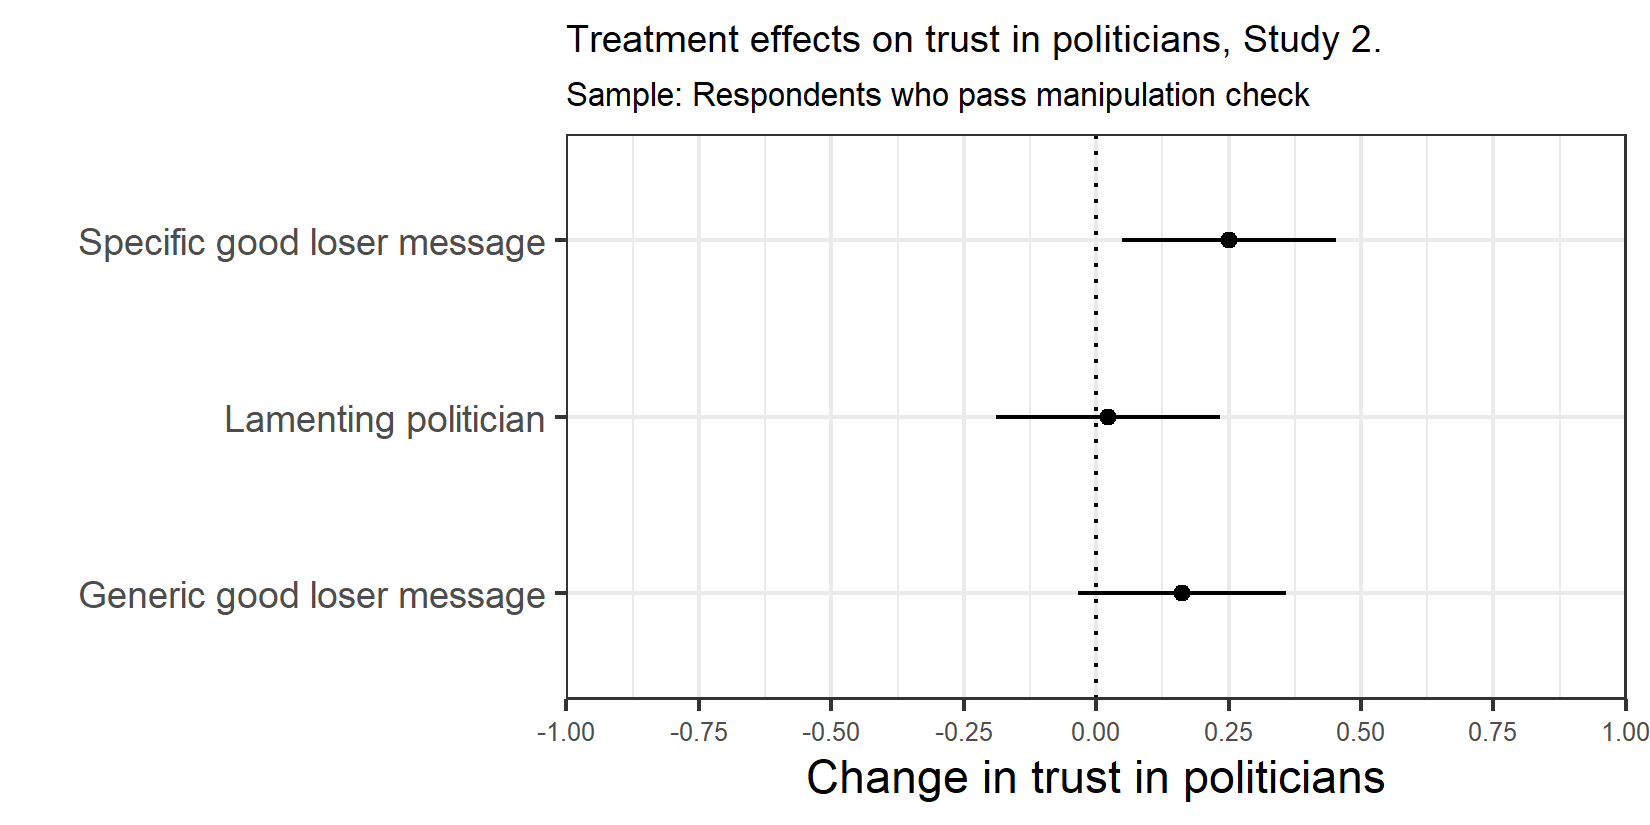 Treatment effects on trust in politicians, Study 2.
Sample: Respondents who pass manipulation check
Specific good loser message
Lamenting politician
Generic good loser message
-1.00 -0.75 -0.50 -0.25 0.00 0.25 0.50 0.75 1.00
Change in trust in politicians